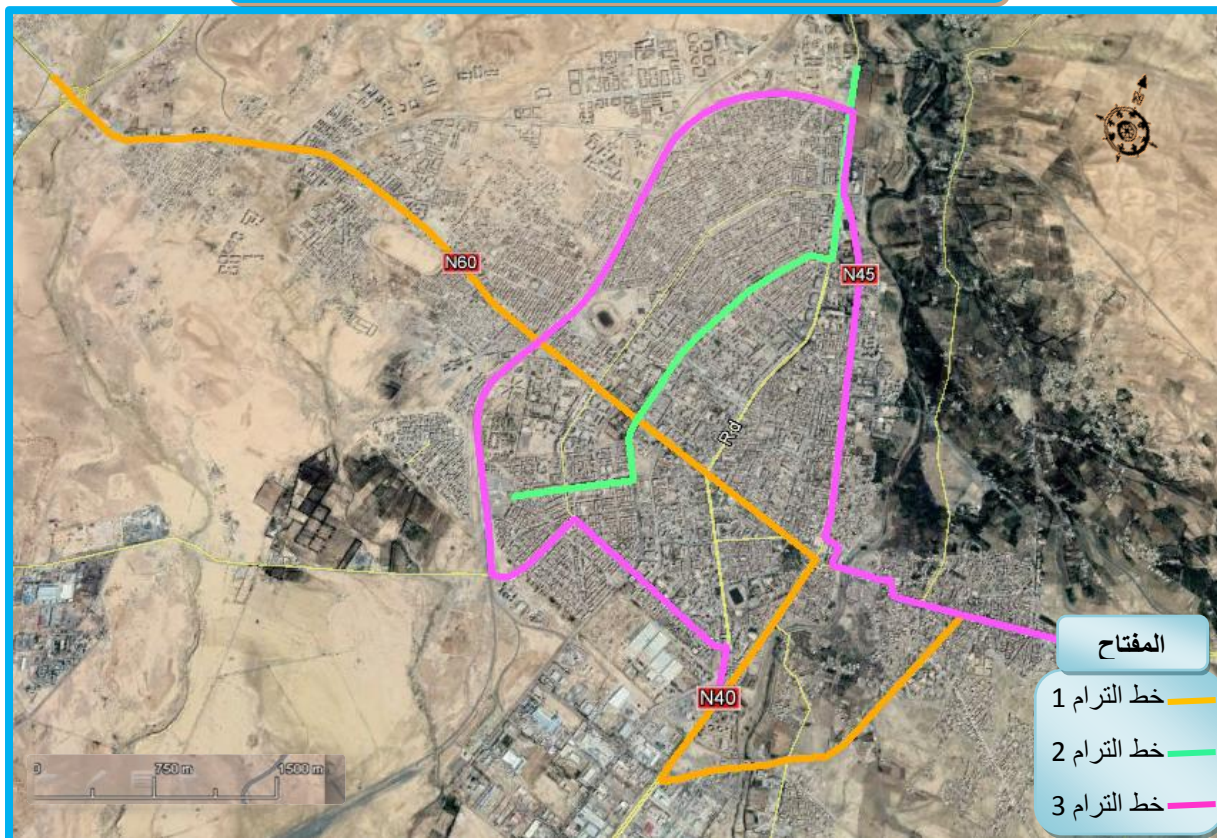 N60
N45
Rd
N40
0 750 m 1500 m
المفتاح
خط الترام 1
خط الترام 2
خط الترام 3